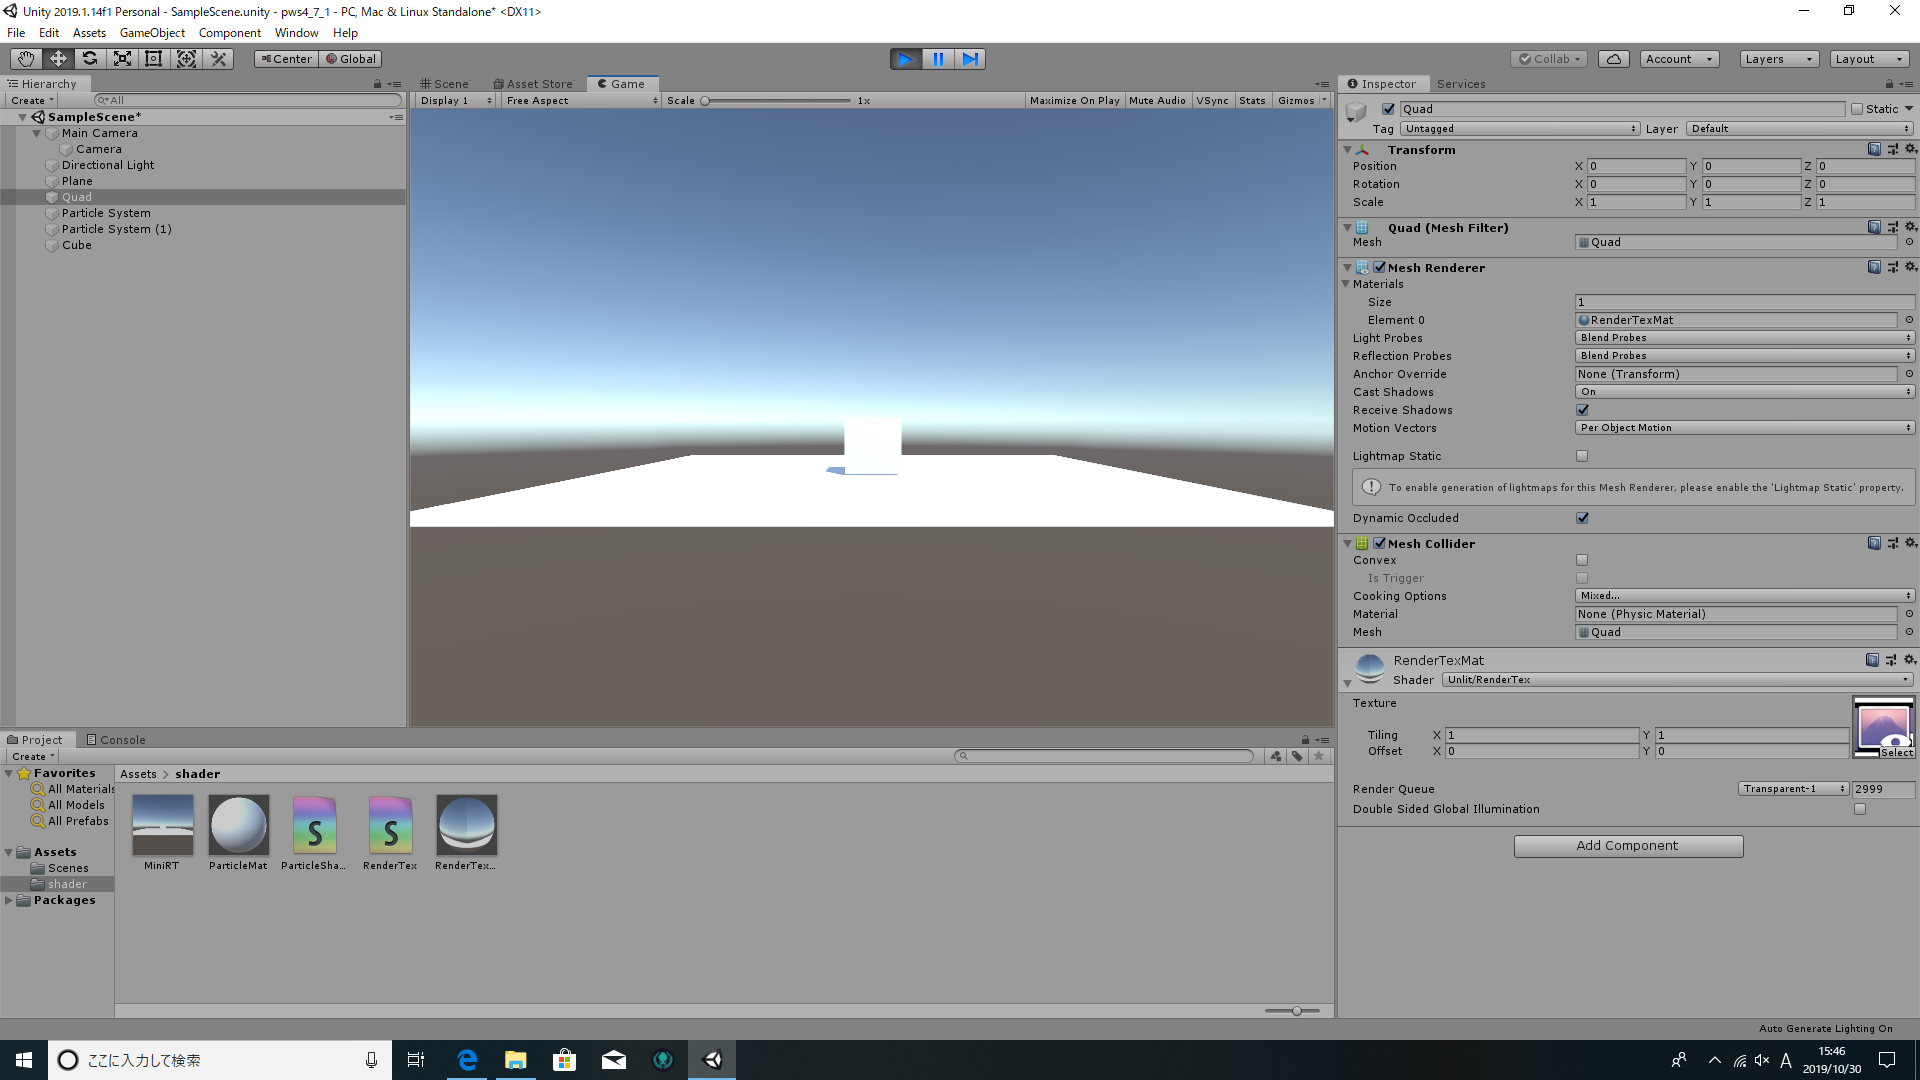 Unity 2019.1.14f1 Personal - SampleScene.unity - pws4_7_1 - PC, Mac & Linux Standalone* <DX11>
File Edit Assets GameObject Component Window Help
Center Global
Collab Account Layers Layout
Hierarchy
Create All
SampleScene*
Main Camera
Camera
Directional Light
Plane
Quad
Particle System
Particle System (1)
Cube
Scene Asset Store Game
Display 1 Free Aspect Scale 1x Maximize On Play Mute Audio VSync Stats Gizmos
Inspector Services
Quad Static
Tag Untagged Layer Default
Transform
Position X 0 Y 0 Z 0
Rotation X 0 Y 0 Z 0
Scale X 1 Y 1 Z 1
Quad (Mesh Filter)
Mesh Quad
Mesh Renderer
Materials
Size 1
Element 0 RenderTexMat
Light Probes Blend Probes
Reflection Probes Blend Probes
Anchor Override None (Transform)
Cast Shadows On
Receive Shadows
Motion Vectors Per Object Motion
Lightmap Static
To enable generation of lightmaps for this Mesh Renderer, please enable the 'Lightmap Static' property.
Dynamic Occluded
Mesh Collider
Convex
Is Trigger
Cooking Options Mixed...
Material None (Physic Material)
Mesh Quad
RenderTexMat
Shader Unlit/RenderTex
Texture
Select
Tiling X 1 Y 1
Offset X 0 Y 0
Render Queue Transparent-1 2999
Double Sided Global Illumination
Add Component
Project Console
Create
Favorites
All Materials
All Models
All Prefabs
Assets
Scenes
shader
Packages
Assets > shader
MiniRT ParticleMat ParticleSha... RenderTex RenderTex...
Auto Generate Lighting On
ここに入力して検索
A
15:46
2019/10/30